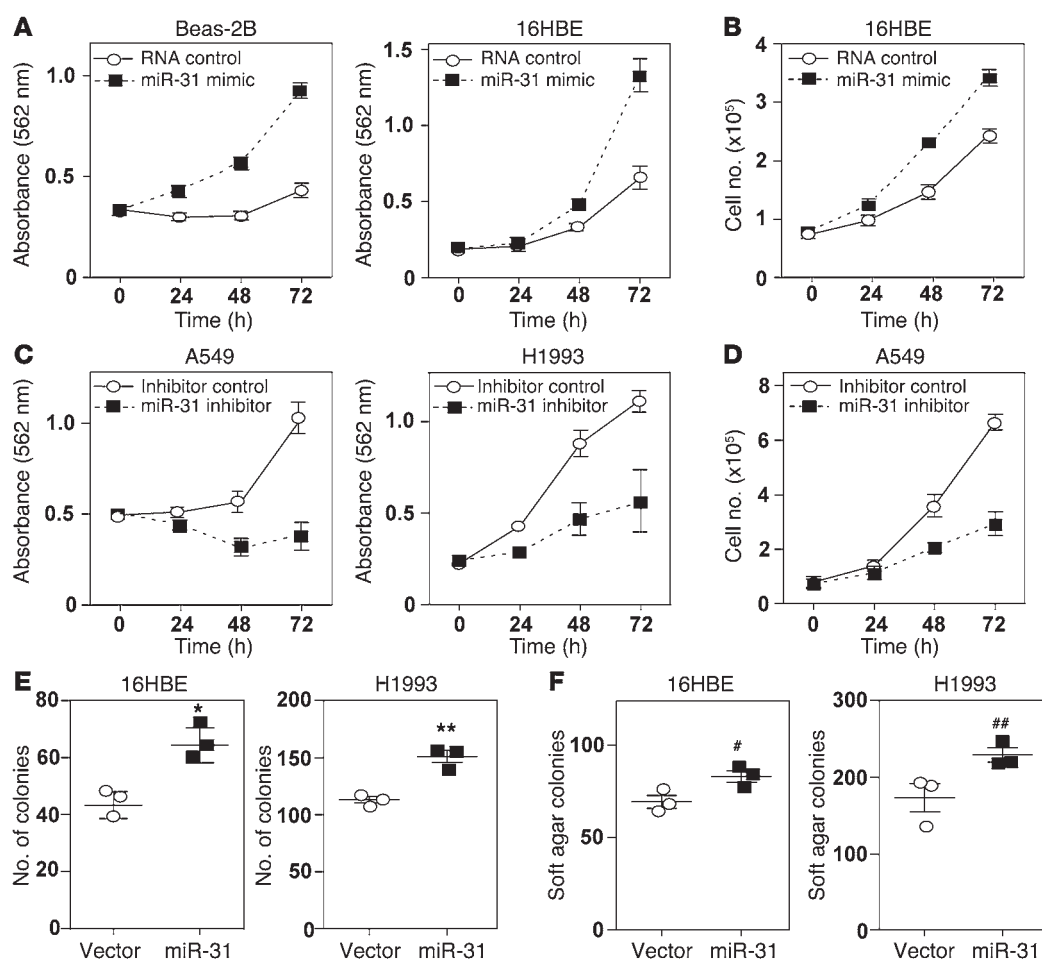 A
Beas-2B
RNA control
miR-31 mimic
Absorbance (562 nm)
1.0
0.5
0
0 24 48 72
Time (h)
16HBE
RNA control
miR-31 mimic
Absorbance (562 nm)
1.5
1.0
0.5
0
0 24 48 72
Time (h)
B
16HBE
RNA control
miR-31 mimic
Cell no. (x10⁵)
4
3
2
1
0
0 24 48 72
Time (h)
C
A549
Inhibitor control
miR-31 inhibitor
Absorbance (562 nm)
1.0
0.5
0
0 24 48 72
Time (h)
H1993
Inhibitor control
miR-31 inhibitor
Absorbance (562 nm)
1.0
0.5
0
0 24 48 72
Time (h)
D
A549
Inhibitor control
miR-31 inhibitor
Cell no. (x10⁵)
8
6
4
2
0
0 24 48 72
Time (h)
E
16HBE
No. of colonies
80
60
40
20
0
*
Vector miR-31
H1993
No. of colonies
200
150
100
50
0
**
Vector miR-31
F
16HBE
Soft agar colonies
100
50
0
#
Vector miR-31
H1993
Soft agar colonies
300
200
100
0
##
Vector miR-31